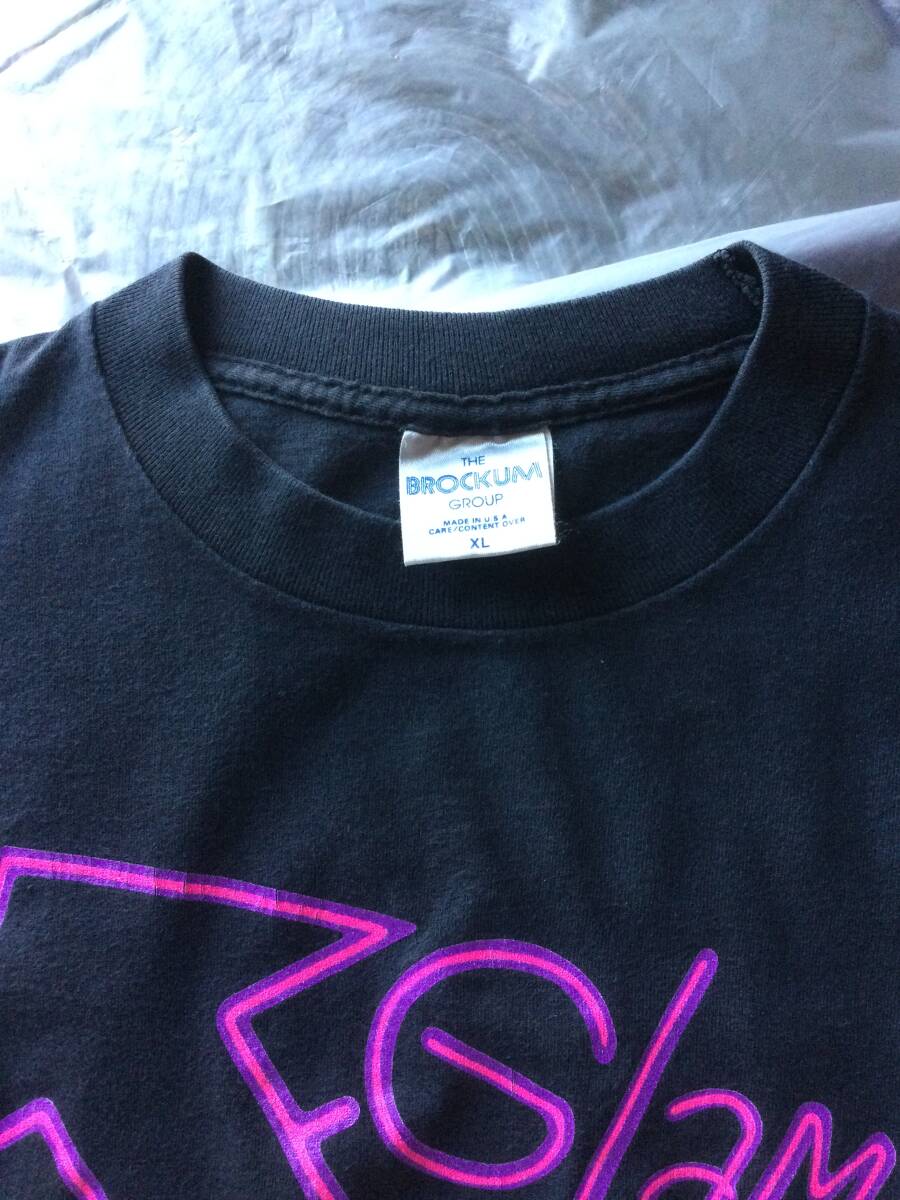 THE
BROCKUM
GROUP
MADE IN U.S.A
CARE/CONTENT OVER
XL
Glam